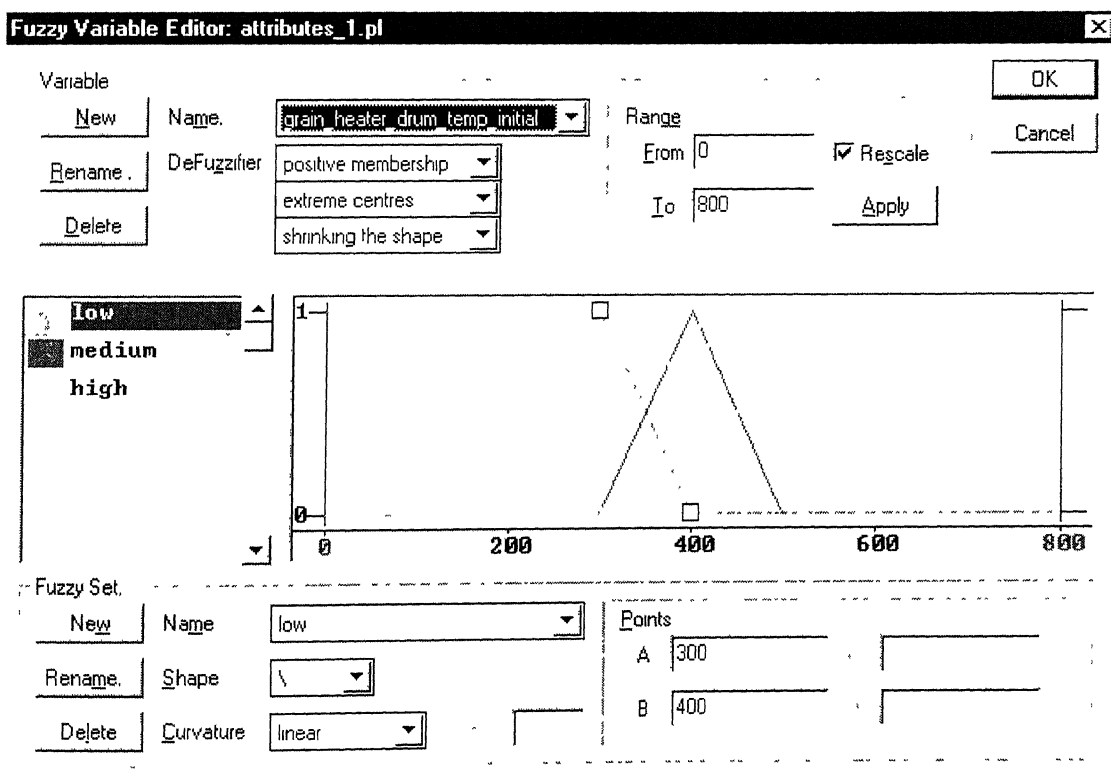 Fuzzy Variable Editor: attributes_1.pl
Variable
New
Name.
grain_heater_drum_temp_initial
Rename .
DeFuzzifier
positive membership
extreme centres
shrinking the shape
Delete
Range
From 0
To 800
Rescale
Apply
OK
Cancel
low
medium
high
1
0
0 200 400 600 800
Fuzzy Set.
New
Name
low
Rename.
Shape
\
Delete
Curvature
linear
Points
A 300
B 400